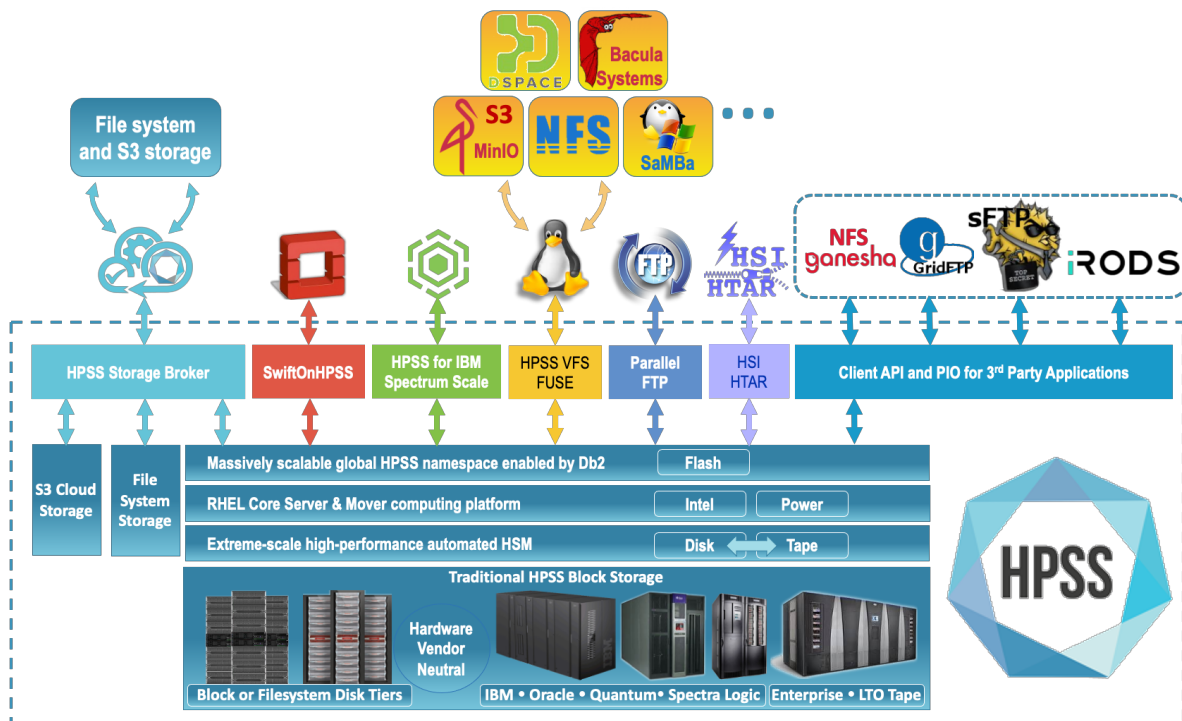 DSPACE
Bacula
Systems
File system
and S3 storage
S3
MinIO
NFS
SaMBa
NFS
ganesha
g
GridFTP
sFTP
TOP
SECRET
iRODS
FTP
HSI
HTAR
HPSS Storage Broker
SwiftOnHPSS
HPSS for IBM
Spectrum Scale
HPSS VFS
FUSE
Parallel
FTP
HSI
HTAR
Client API and PIO for 3rd Party Applications
S3 Cloud
Storage
File
System
Storage
Massively scalable global HPSS namespace enabled by Db2
Flash
RHEL Core Server & Mover computing platform
Intel
Power
Extreme-scale high-performance automated HSM
Disk
Tape
HPSS
Traditional HPSS Block Storage
Hardware
Vendor
Neutral
IBM
Block or Filesystem Disk Tiers
IBM • Oracle • Quantum• Spectra Logic
Enterprise • LTO Tape